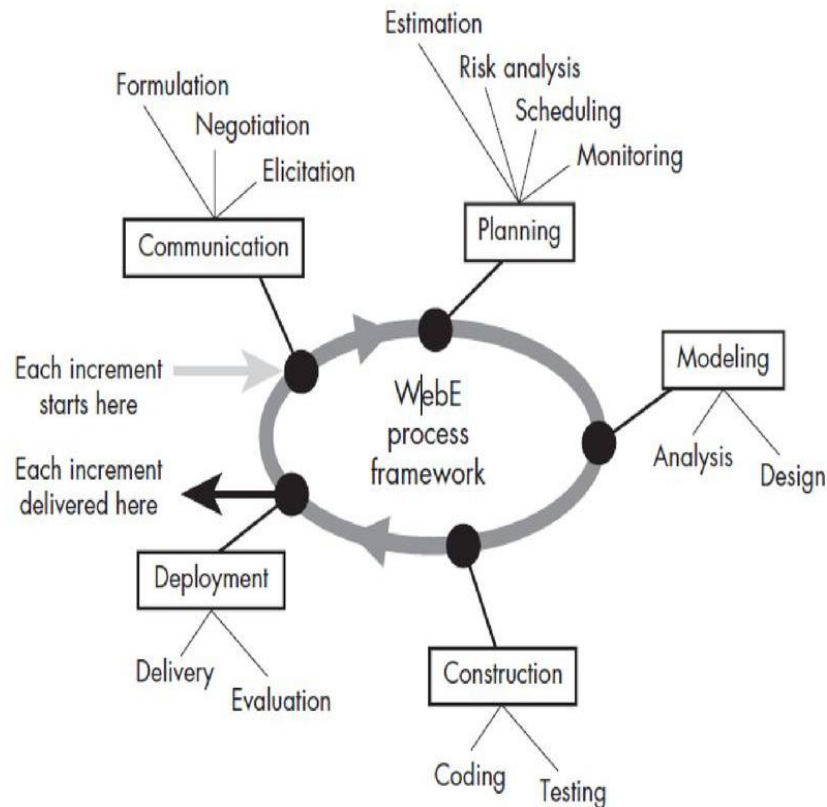 Estimation
Risk analysis
Scheduling
Monitoring
Formulation
Negotiation
Elicitation
Communication
Planning
Each increment
starts here
WebE
process
framework
Modeling
Analysis
Design
Each increment
delivered here
Deployment
Delivery
Evaluation
Construction
Coding
Testing